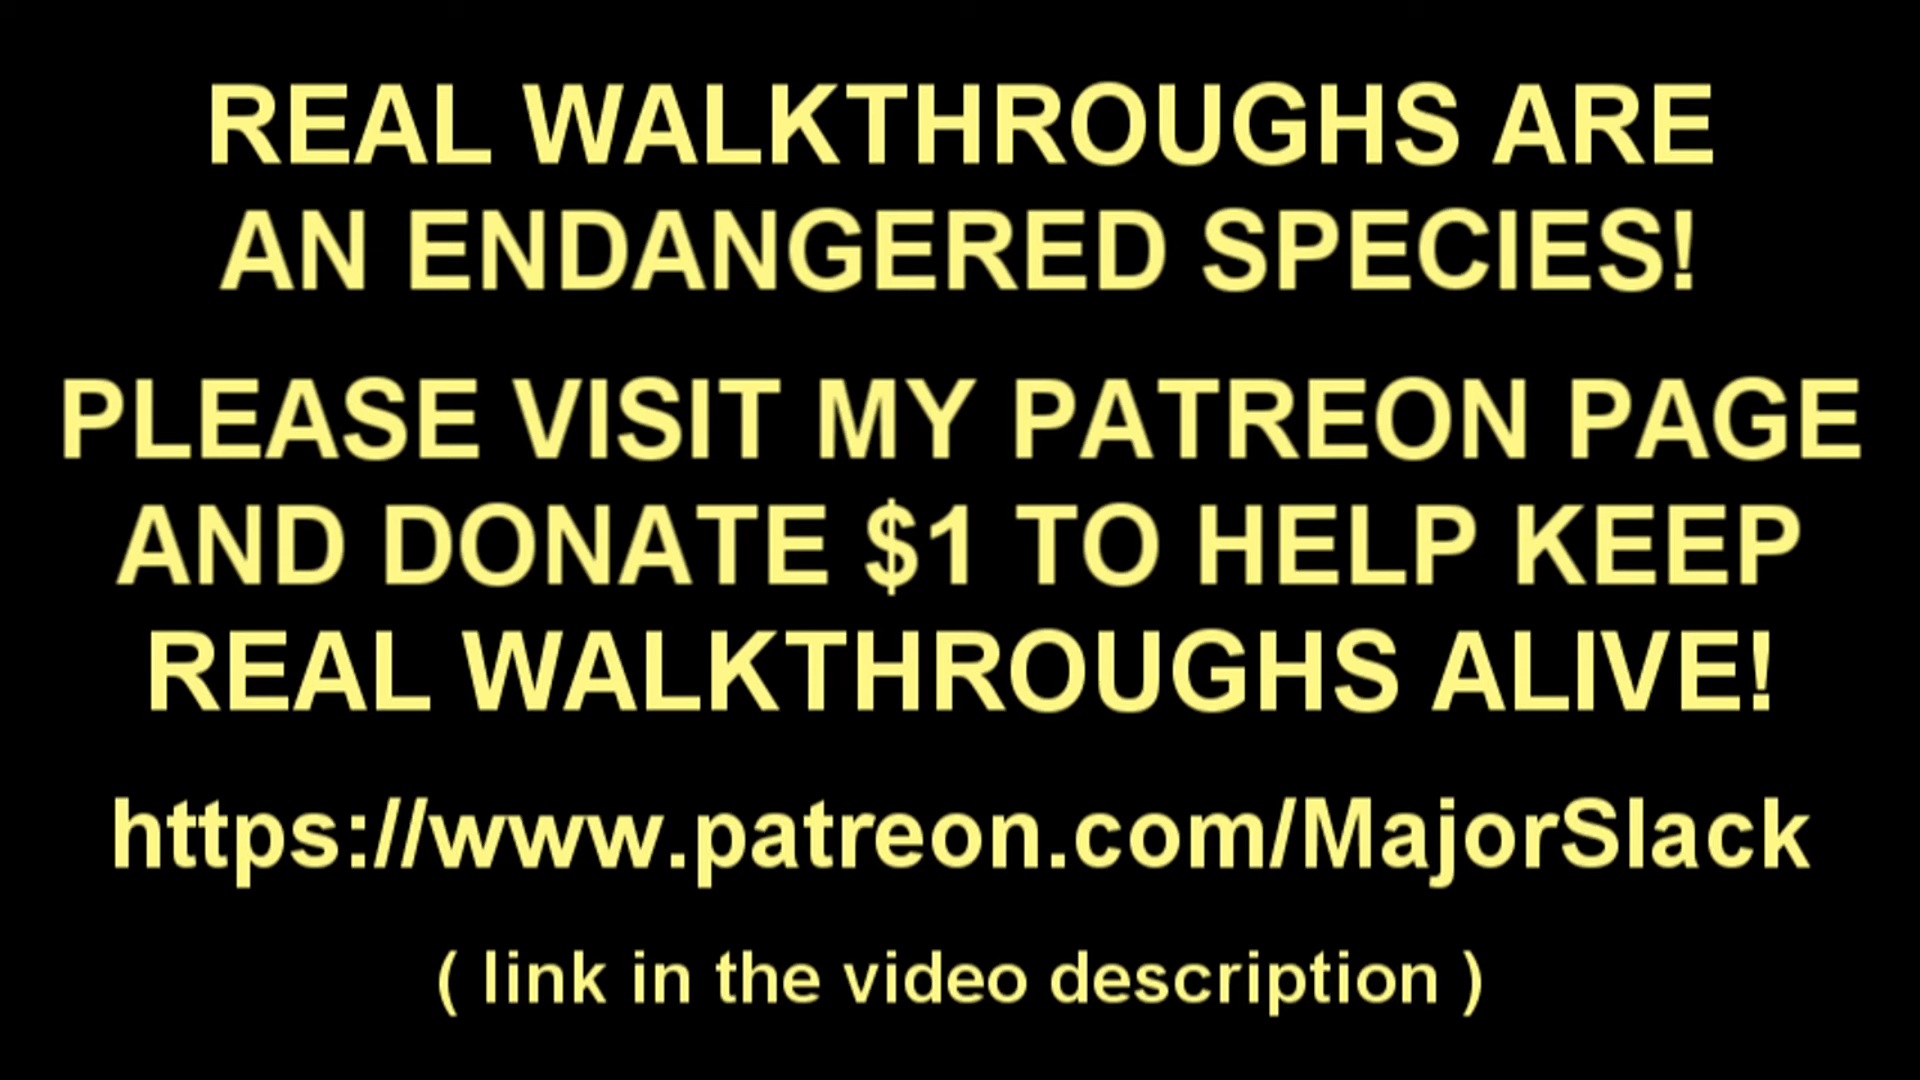 REAL WALKTHROUGHS ARE
AN ENDANGERED SPECIES!
PLEASE VISIT MY PATREON PAGE
AND DONATE $1 TO HELP KEEP
REAL WALKTHROUGHS ALIVE!
https://www.patreon.com/MajorSlack
( link in the video description )